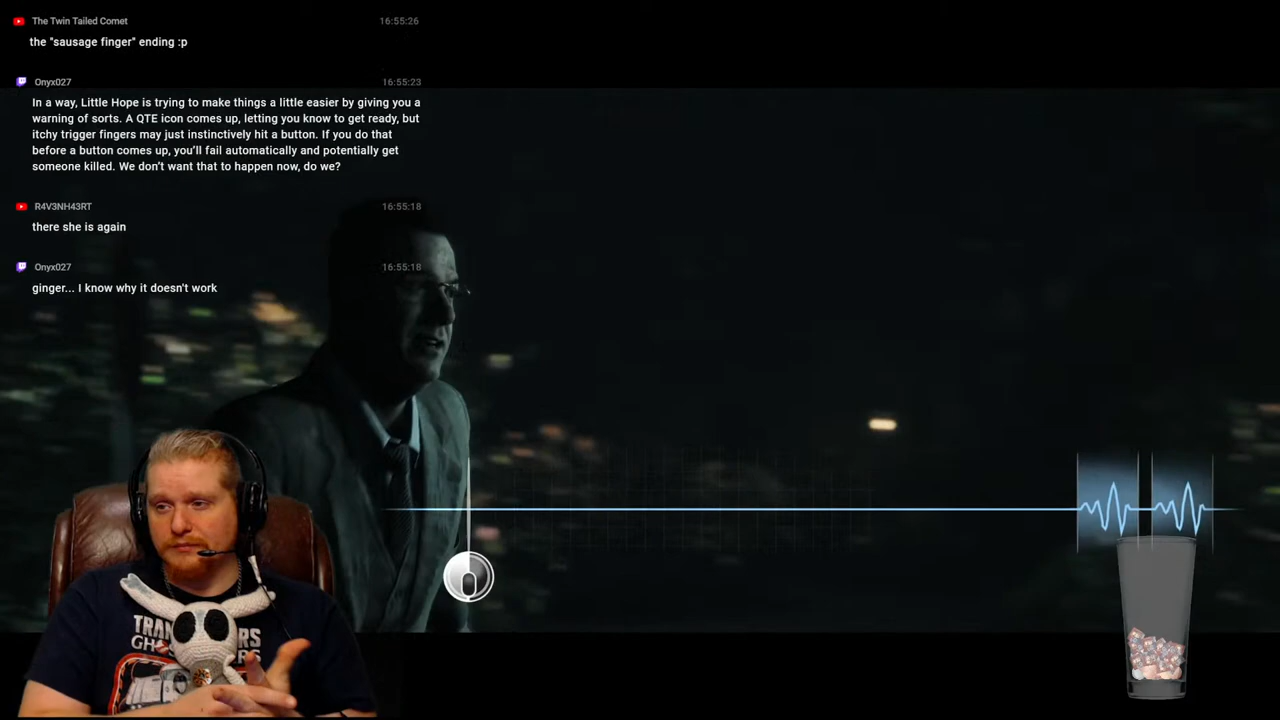 The Twin Tailed Comet 16:55:26
the "sausage finger" ending :p
Onyx027 16:55:23
In a way, Little Hope is trying to make things a little easier by giving you a
warning of sorts. A QTE icon comes up, letting you know to get ready, but
itchy trigger fingers may just instinctively hit a button. If you do that
before a button comes up, you’ll fail automatically and potentially get
someone killed. We don’t want that to happen now, do we?
R4V3NH43RT 16:55:18
there she is again
Onyx027 16:55:18
ginger... I know why it doesn't work